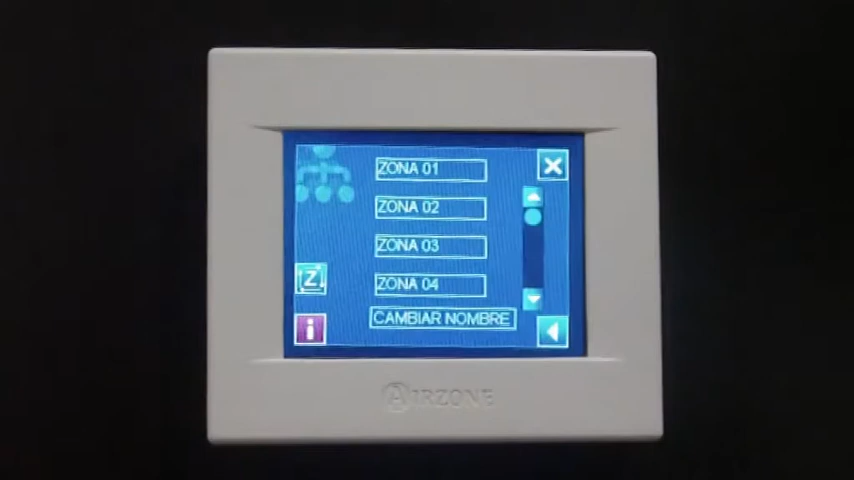 ZONA 01
ZONA 02
ZONA 03
ZONA 04
Z
CAMBIAR NOMBRE
i
AIRZONE